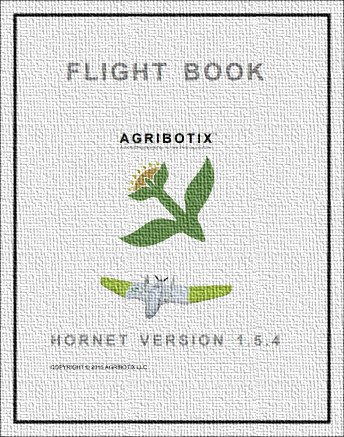 FLIGHT BOOK
AGRIBOTIX
HORNET VERSION 1.5.4
COPYRIGHT © 2015 AGRIBOTIX LLC